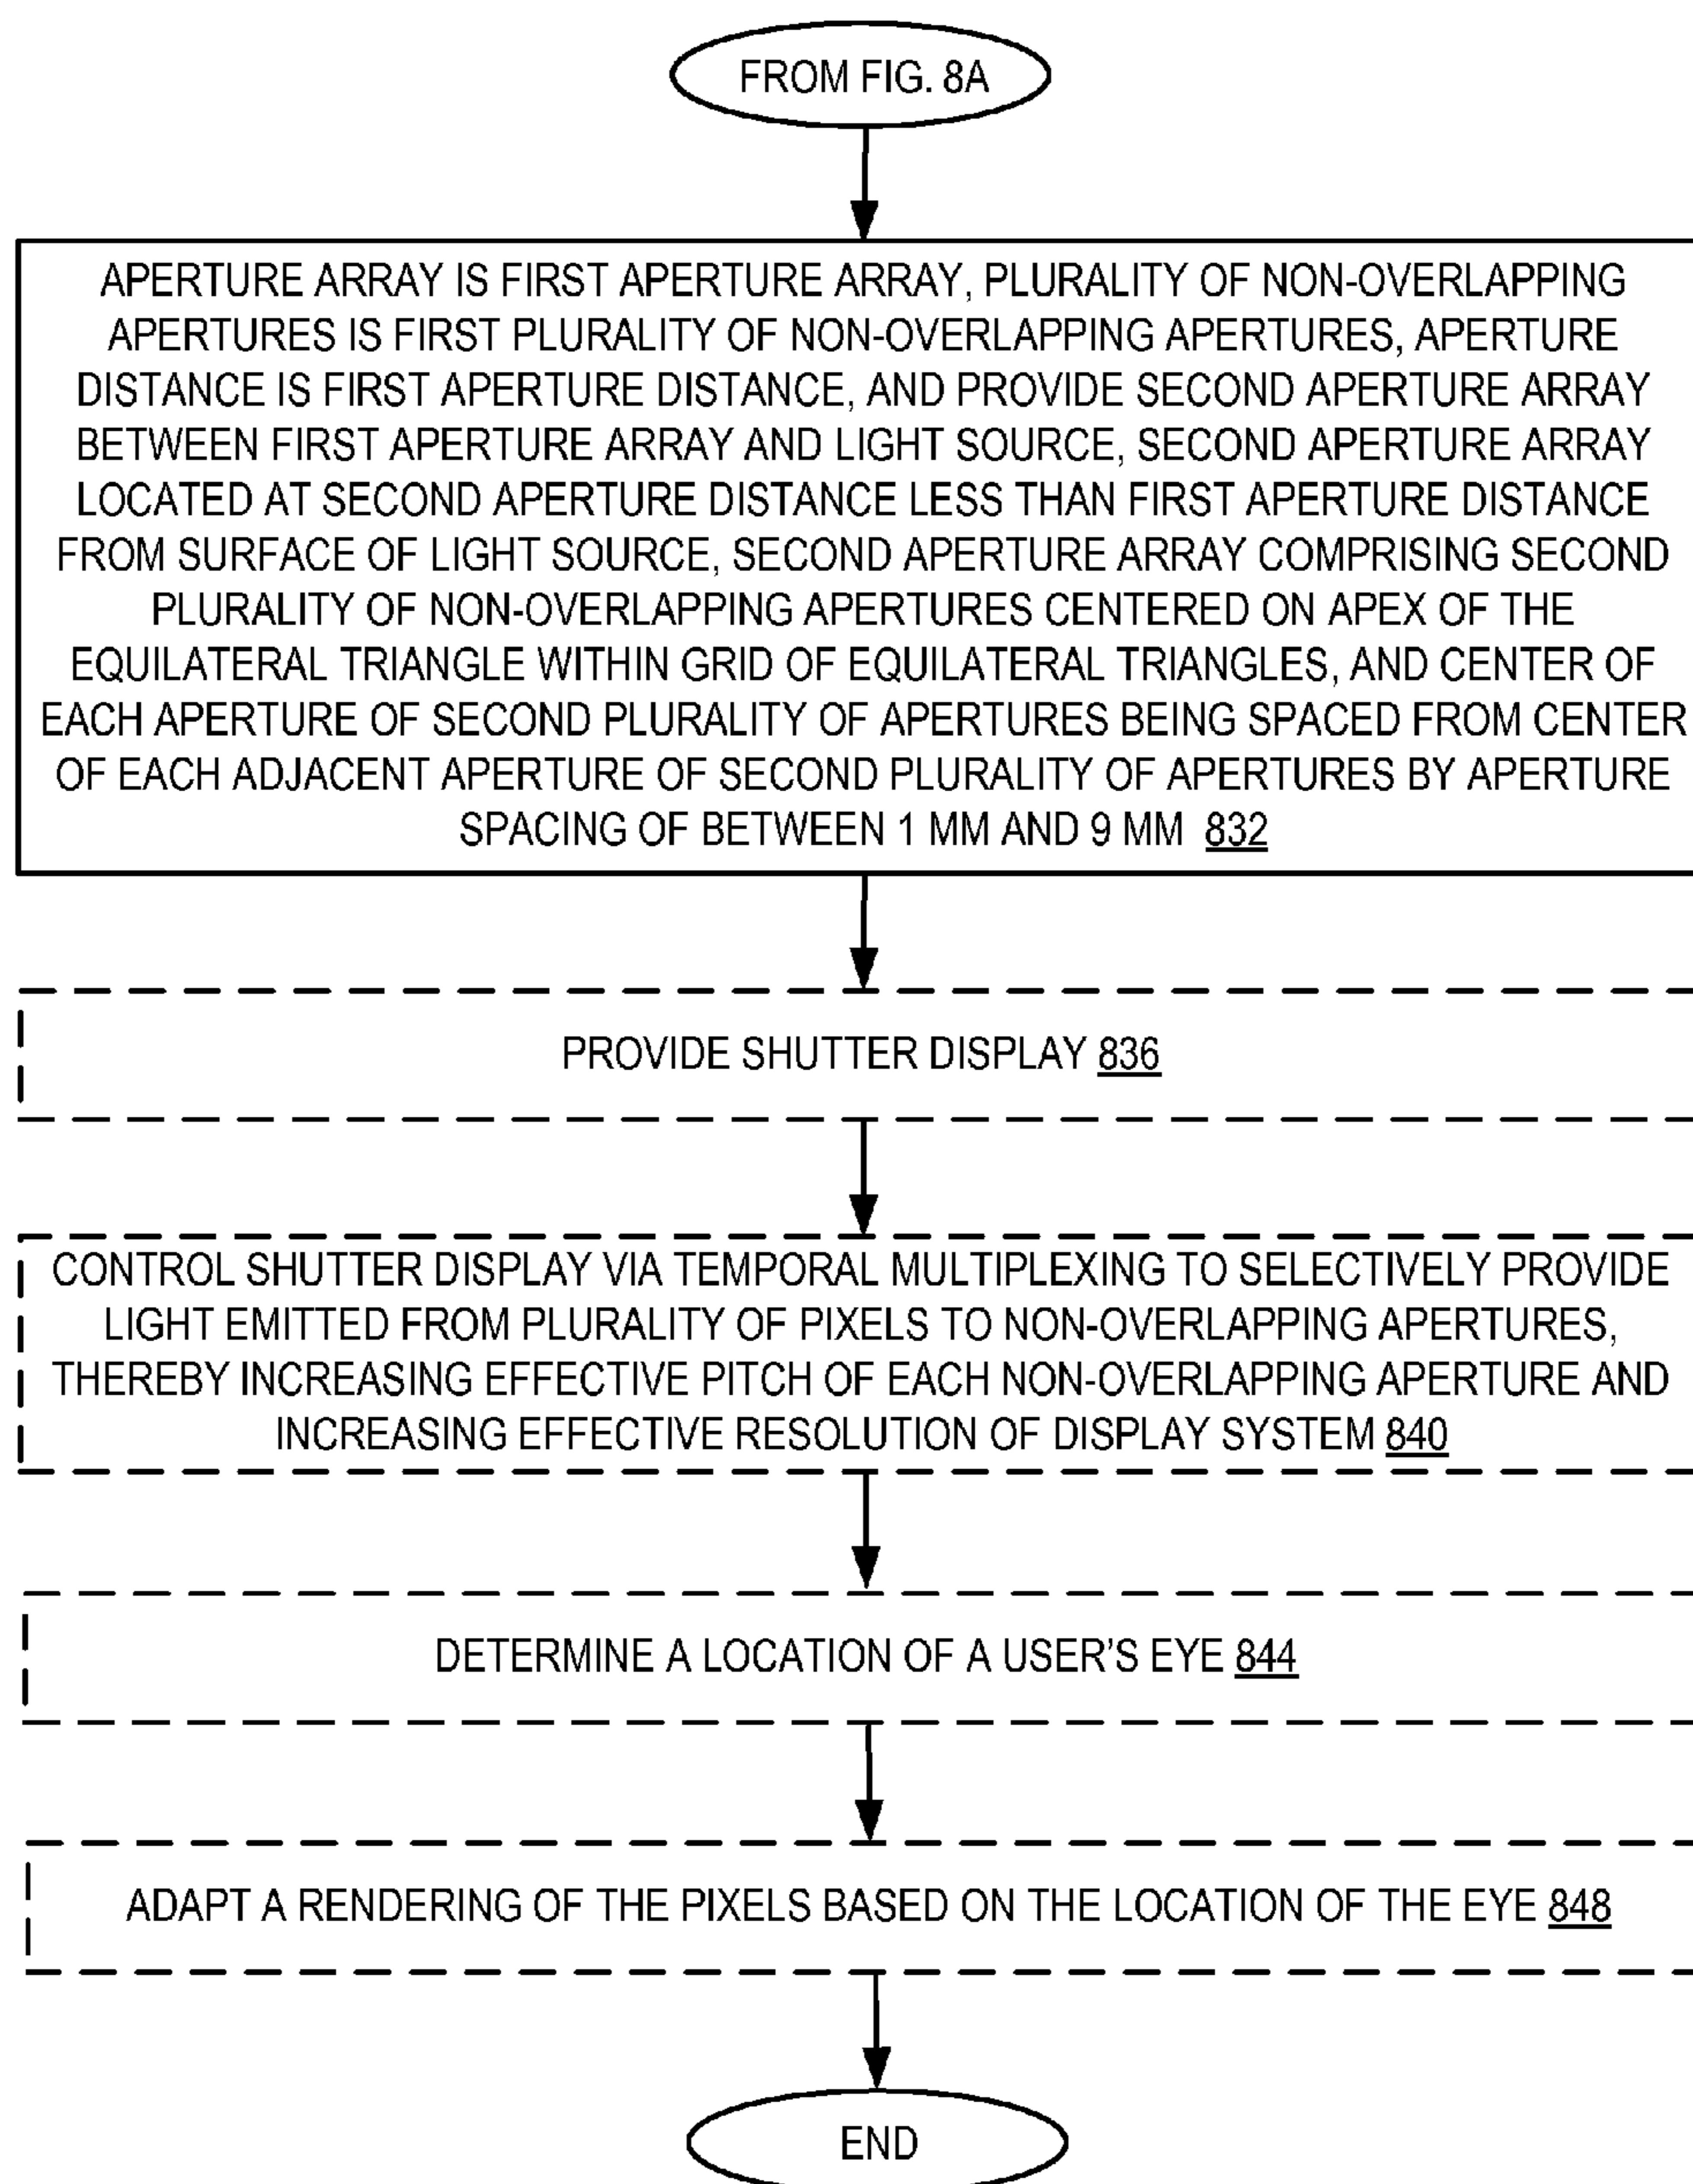 FROM FIG. 8A
APERTURE ARRAY IS FIRST APERTURE ARRAY, PLURALITY OF NON-OVERLAPPING
APERTURES IS FIRST PLURALITY OF NON-OVERLAPPING APERTURES, APERTURE
DISTANCE IS FIRST APERTURE DISTANCE, AND PROVIDE SECOND APERTURE ARRAY
BETWEEN FIRST APERTURE ARRAY AND LIGHT SOURCE, SECOND APERTURE ARRAY
LOCATED AT SECOND APERTURE DISTANCE LESS THAN FIRST APERTURE DISTANCE
FROM SURFACE OF LIGHT SOURCE, SECOND APERTURE ARRAY COMPRISING SECOND
PLURALITY OF NON-OVERLAPPING APERTURES CENTERED ON APEX OF THE
EQUILATERAL TRIANGLE WITHIN GRID OF EQUILATERAL TRIANGLES, AND CENTER OF
EACH APERTURE OF SECOND PLURALITY OF APERTURES BEING SPACED FROM CENTER
OF EACH ADJACENT APERTURE OF SECOND PLURALITY OF APERTURES BY APERTURE
SPACING OF BETWEEN 1 MM AND 9 MM 832
PROVIDE SHUTTER DISPLAY 836
CONTROL SHUTTER DISPLAY VIA TEMPORAL MULTIPLEXING TO SELECTIVELY PROVIDE
LIGHT EMITTED FROM PLURALITY OF PIXELS TO NON-OVERLAPPING APERTURES,
THEREBY INCREASING EFFECTIVE PITCH OF EACH NON-OVERLAPPING APERTURE AND
INCREASING EFFECTIVE RESOLUTION OF DISPLAY SYSTEM 840
DETERMINE A LOCATION OF A USER'S EYE 844
ADAPT A RENDERING OF THE PIXELS BASED ON THE LOCATION OF THE EYE 848
END